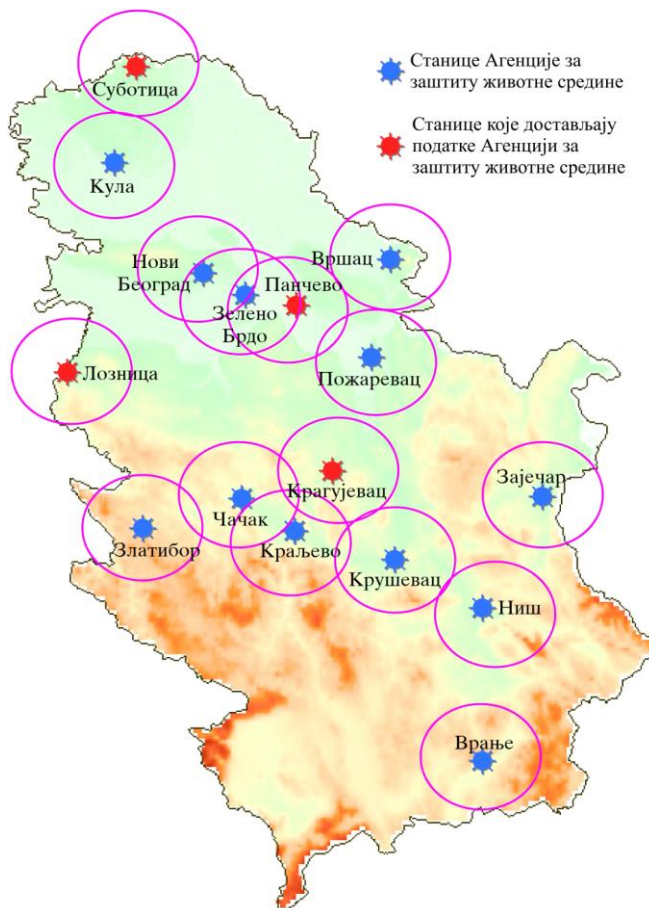 Станице Агенције за
заштиту животне средине
Станице које достављају
податке Агенцији за
заштиту животне средине
Суботица
Кула
Нови
Београд
Зелено
Брдо
Панчево
Вршац
Пожаревац
Лозница
Крагујевац
Зајечар
Чачак
Златибор
Краљево
Крушевац
Ниш
Врање